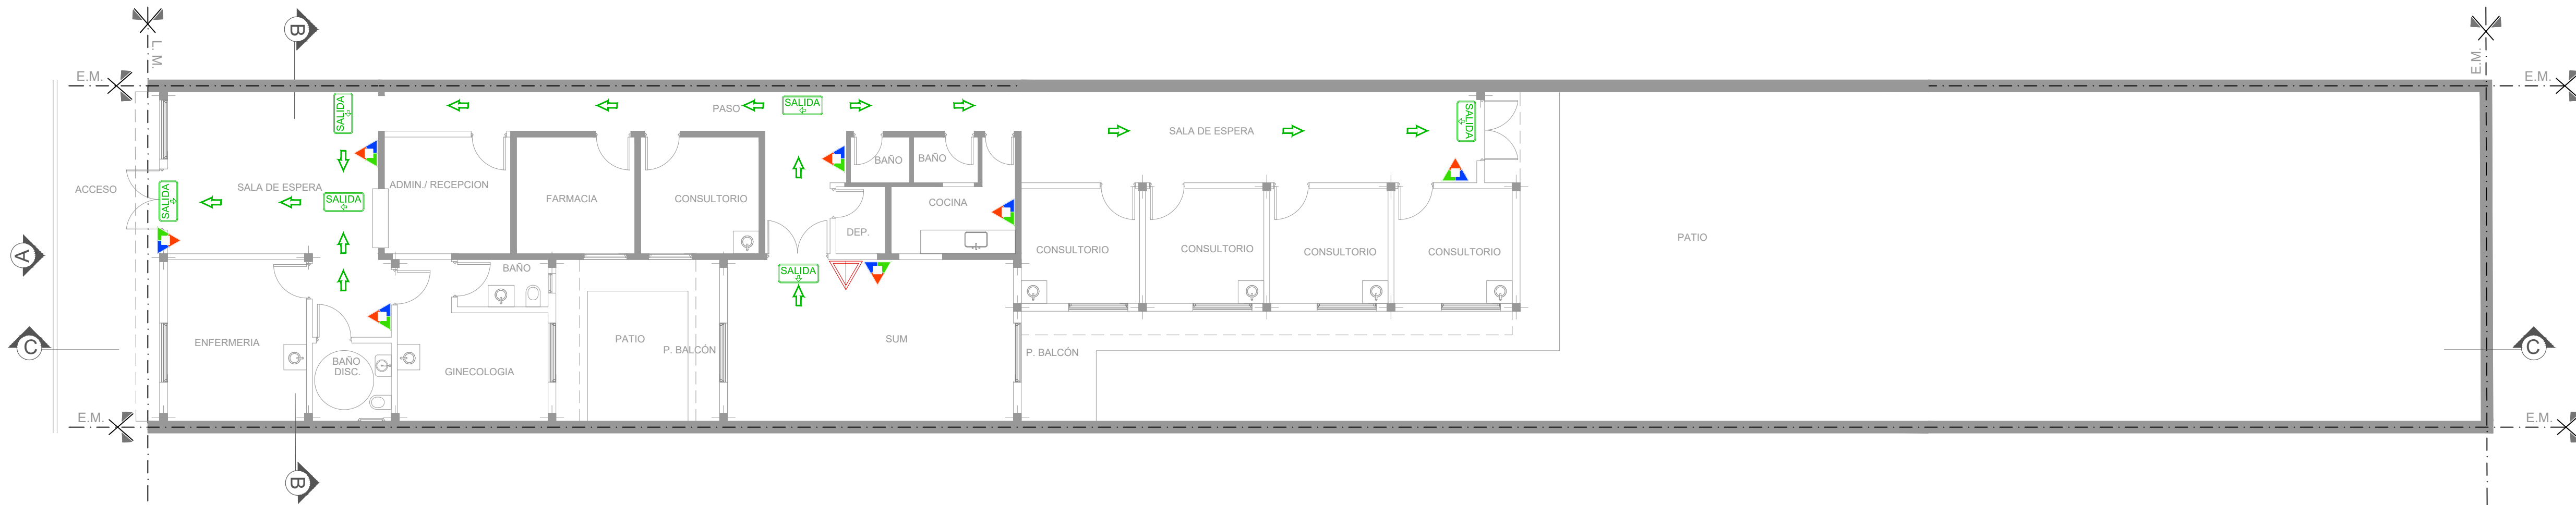 B
L. M.
E.M.
E.M.
E.M.
SALIDA
PASO
SALIDA
SALIDA
SALA DE ESPERA
BAÑO
BAÑO
ACCESO
SALA DE ESPERA
ADMIN./ RECEPCION
FARMACIA
CONSULTORIO
COCINA
SALIDA
SALIDA
DEP.
A
CONSULTORIO
CONSULTORIO
CONSULTORIO
CONSULTORIO
PATIO
BAÑO
SALIDA
ENFERMERIA
BAÑO
DISC.
GINECOLOGIA
PATIO
P. BALCÓN
SUM
P. BALCÓN
C
C
E.M.
E.M.
B